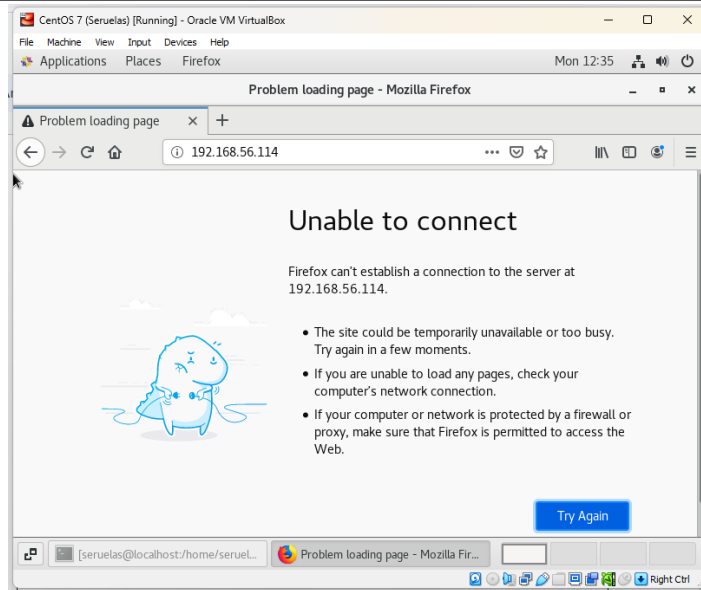 CentOS 7 (Seruelas) [Running] - Oracle VM VirtualBox
File Machine View Input Devices Help
Applications Places Firefox Mon 12:35
Problem loading page - Mozilla Firefox
Problem loading page
192.168.56.114
Unable to connect
Firefox can't establish a connection to the server at
192.168.56.114.
• The site could be temporarily unavailable or too busy.
Try again in a few moments.
• If you are unable to load any pages, check your
computer's network connection.
• If your computer or network is protected by a firewall or
proxy, make sure that Firefox is permitted to access the
Web.
Try Again
[seruelas@localhost:/home/seruel... Problem loading page - Mozilla Fir...
Right Ctrl